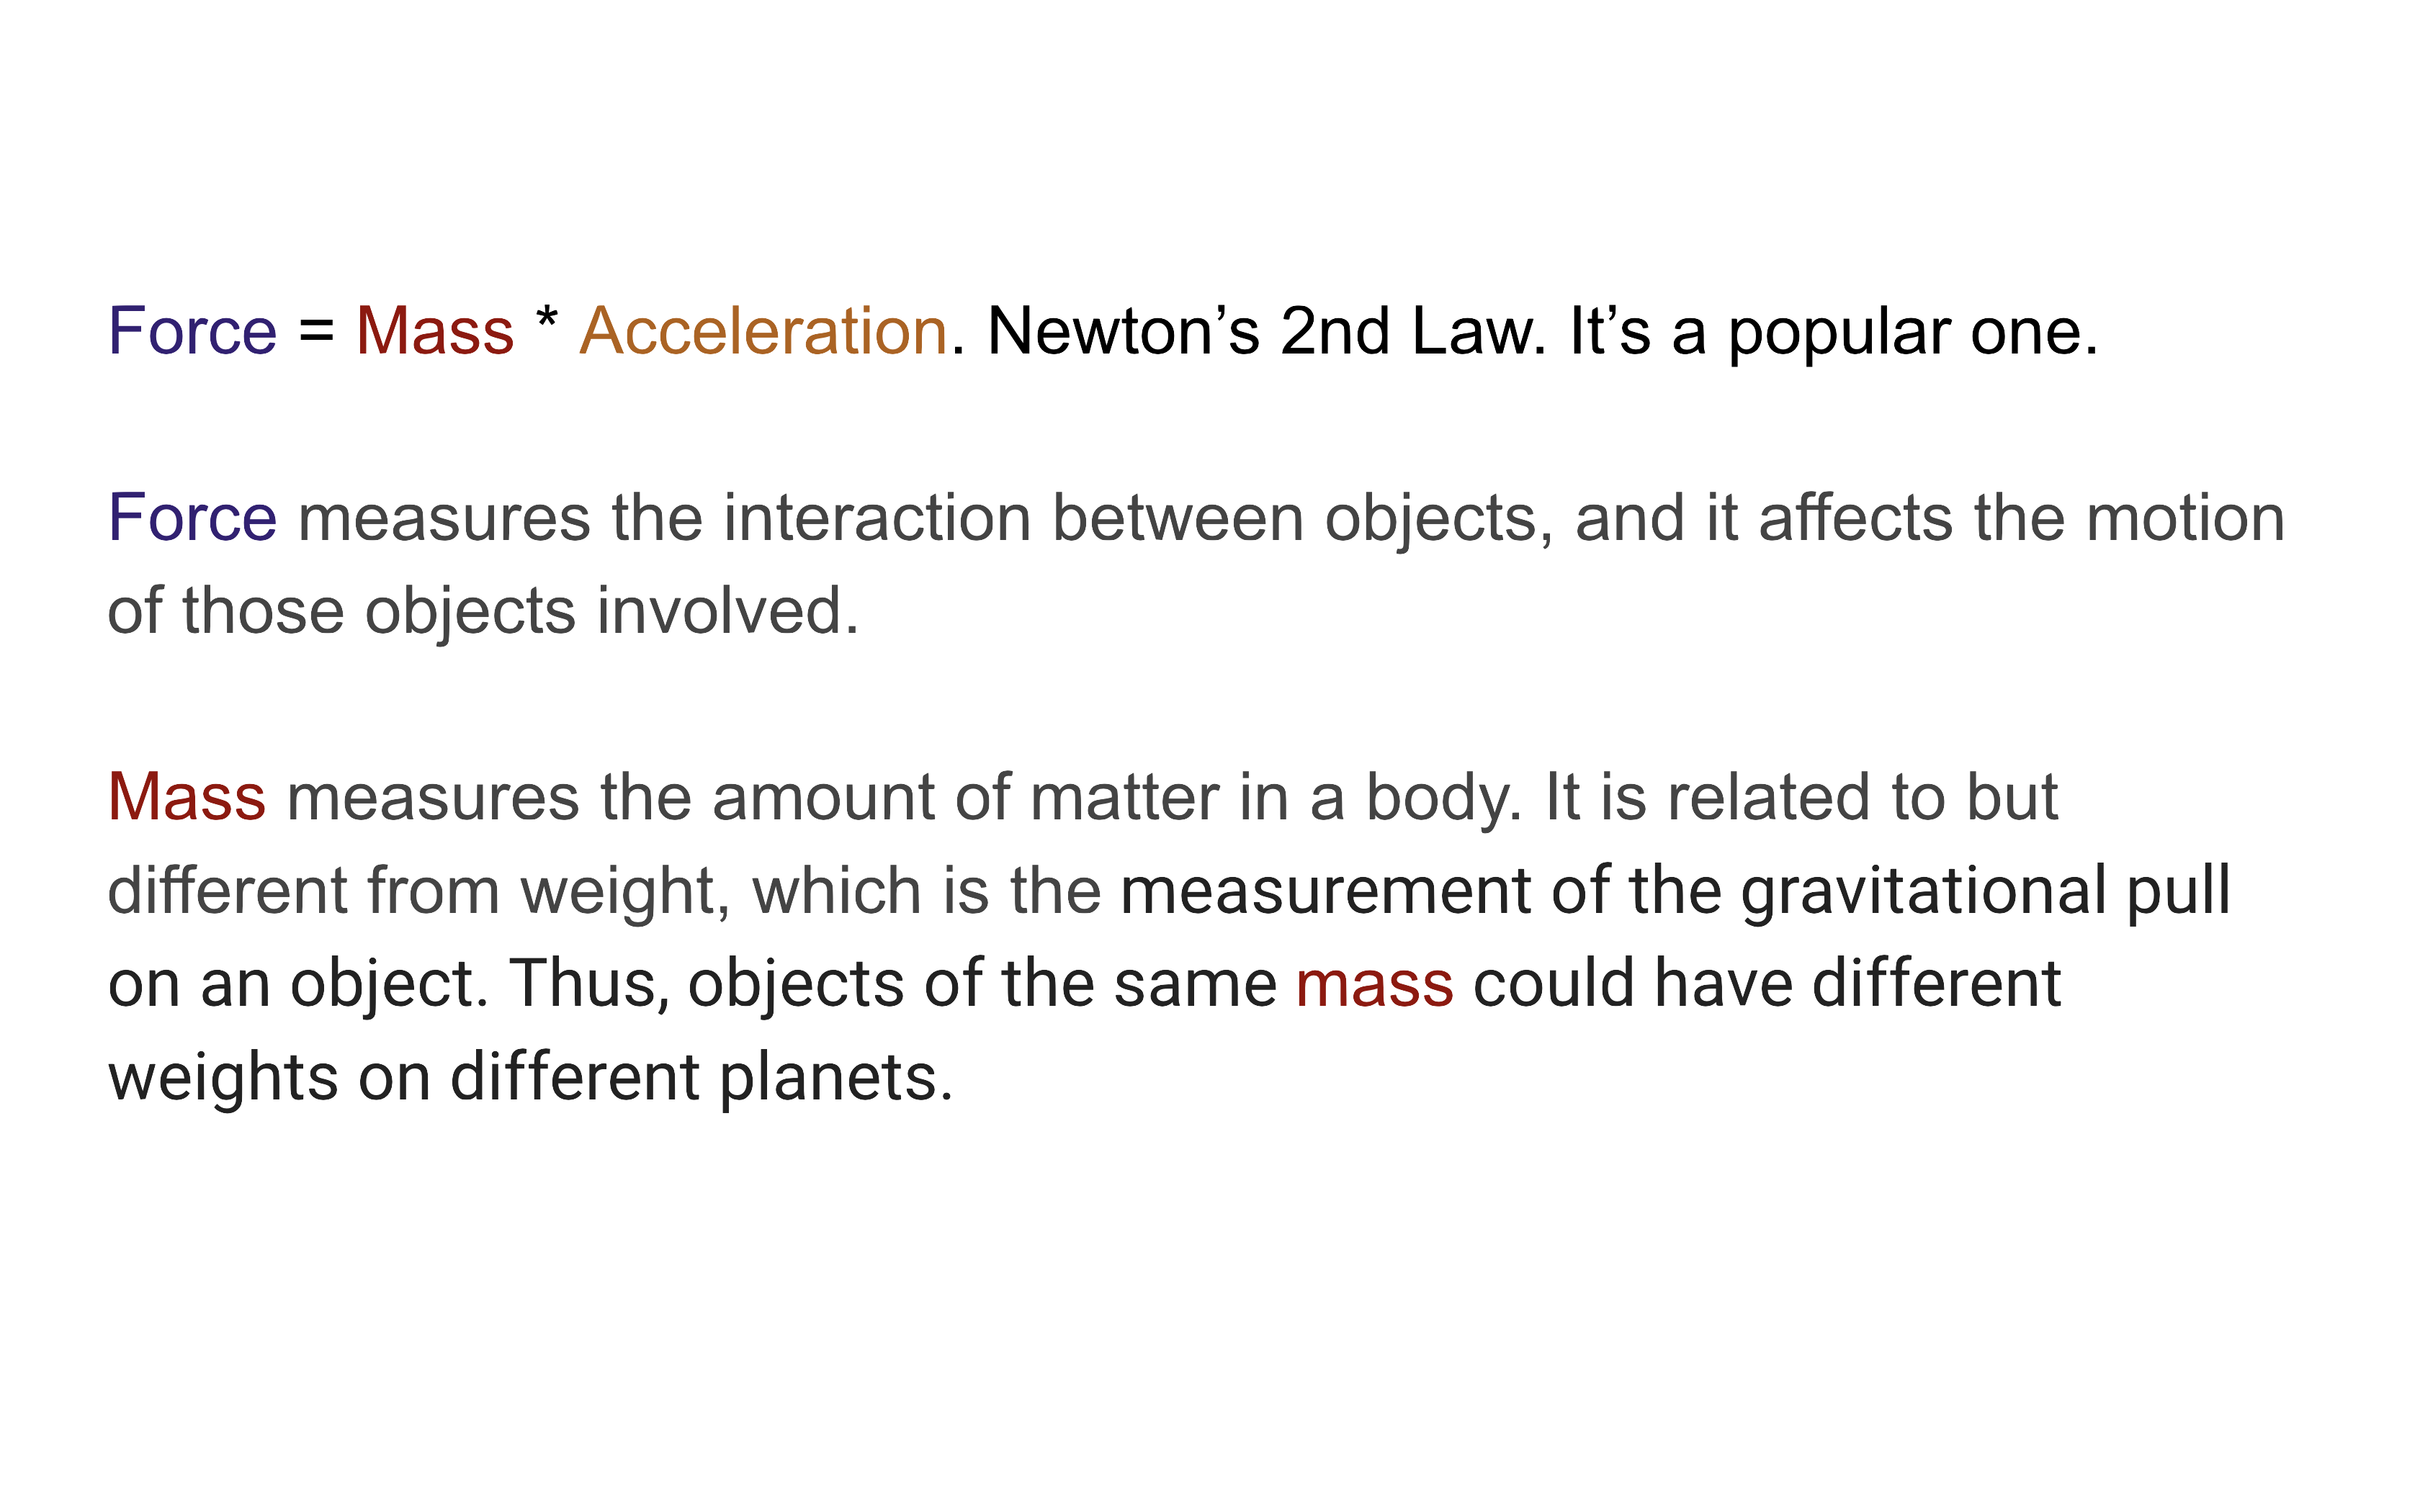 Force = Mass * Acceleration. Newton’s 2nd Law. It’s a popular one.
Force measures the interaction between objects, and it affects the motion
of those objects involved.
Mass measures the amount of matter in a body. It is related to but
different from weight, which is the measurement of the gravitational pull
on an object. Thus, objects of the same mass could have different
weights on different planets.